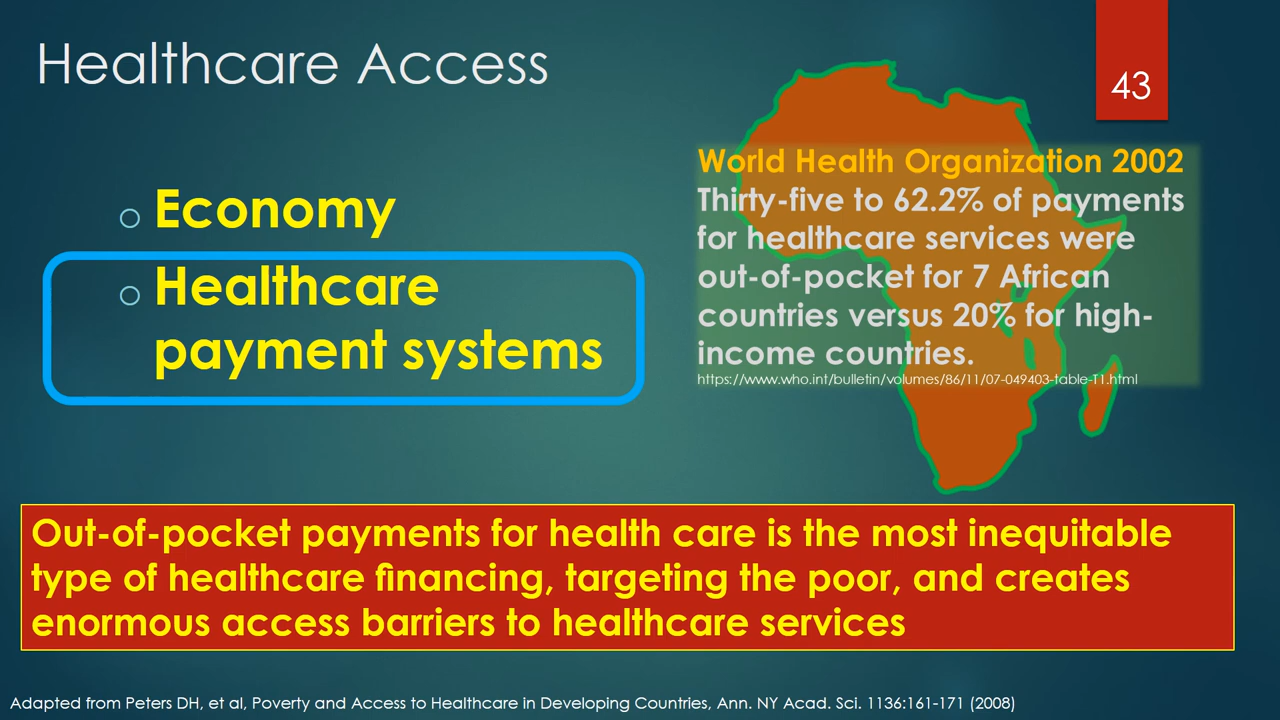 Healthcare Access
43
Economy
Healthcare
payment systems
World Health Organization 2002
Thirty-five to 62.2% of payments
for healthcare services were
out-of-pocket for 7 African
countries versus 20% for high-
income countries.
https://www.who.int/bulletin/volumes/86/11/07-049403-table-T1.html
Out-of-pocket payments for health care is the most inequitable
type of healthcare financing, targeting the poor, and creates
enormous access barriers to healthcare services
Adapted from Peters DH, et al, Poverty and Access to Healthcare in Developing Countries, Ann. NY Acad. Sci. 1136:161-171 (2008)